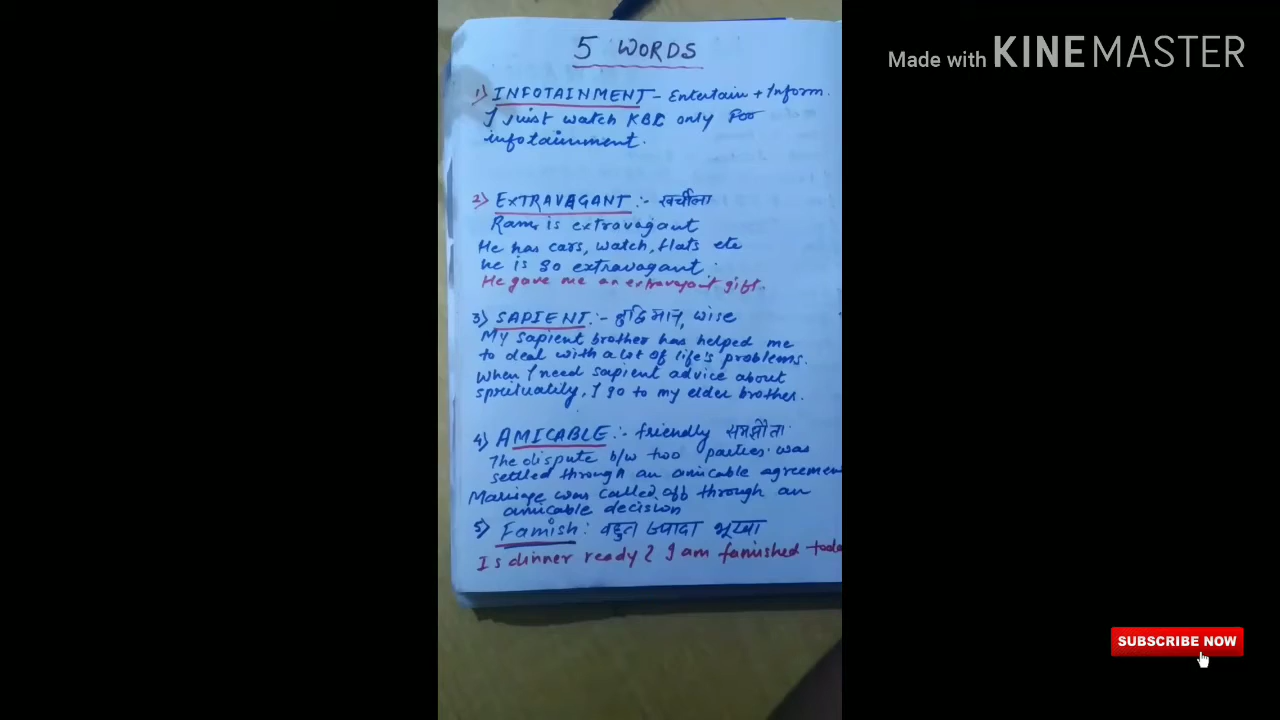 Made with KINEMASTER
5 WORDS
1) INFOTAINMENT - Entertain + Inform.
I just watch KBC only for
infotainment.
2) EXTRAVAGANT :- खर्चीला
Ram is extravagant
He has cars, watch, flats etc
he is so extravagant.
He gave me an extravagant gift.
3) SAPIENT :- बुद्धिमान, wise
My sapient brother has helped me
to deal with a lot of life's problems.
When I need sapient advice about
sprituality, I go to my elder brother.
4) AMICABLE :- friendly समझौता
The dispute b/w two parties was
settled through an amicable agreemen
Marriage was called off through an
amicable decision
5) Famish : बहुत ज्यादा भूखा
Is dinner ready? I am famished toda
SUBSCRIBE NOW